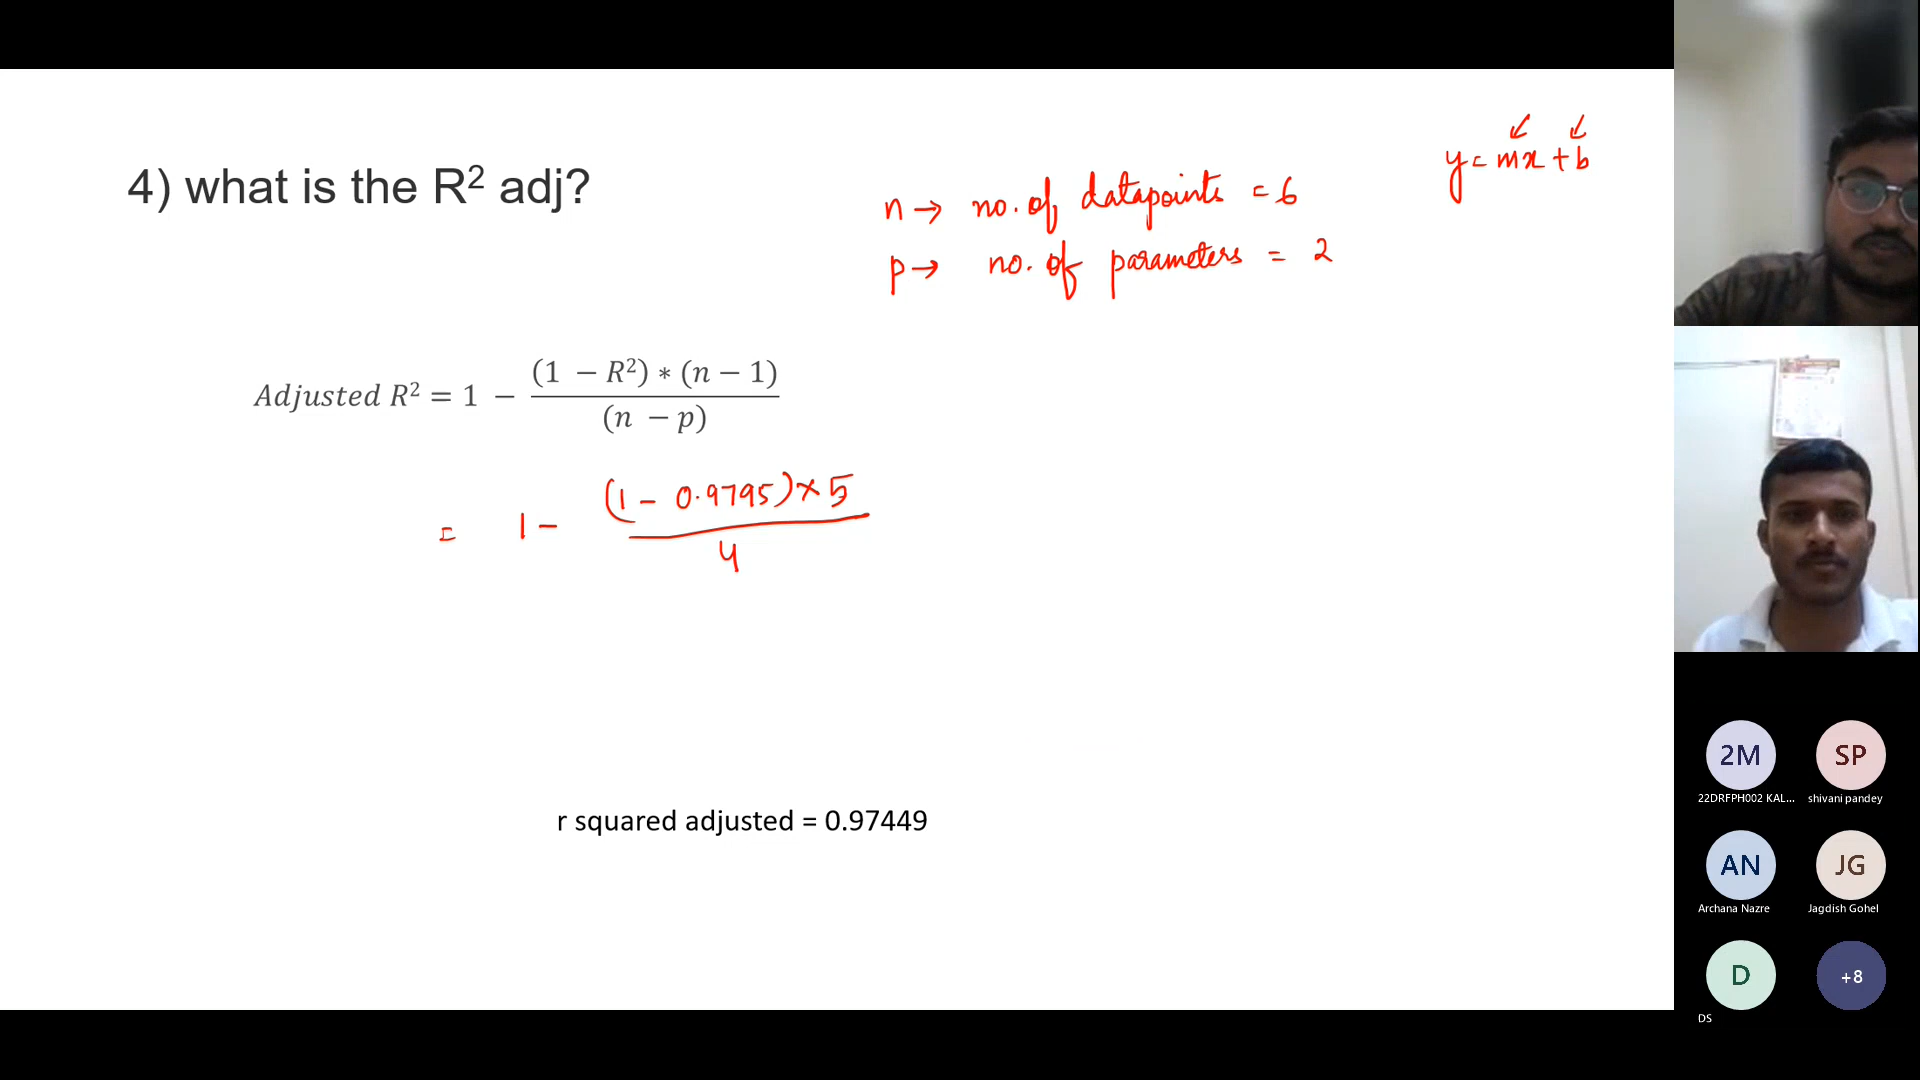 y = mx + b
4) what is the R² adj?
n → no. of datapoints = 6
p → no. of parameters = 2
Adjusted R² = 1 − (1 − R²) ∗ (n − 1) / (n − p)
= 1 - (1 - 0.9795) × 5 / 4
r squared adjusted = 0.97449
2M
SP
22DRFPH002 KAL...
shivani pandey
AN
JG
Archana Nazre
Jagdish Gohel
D
+8
DS